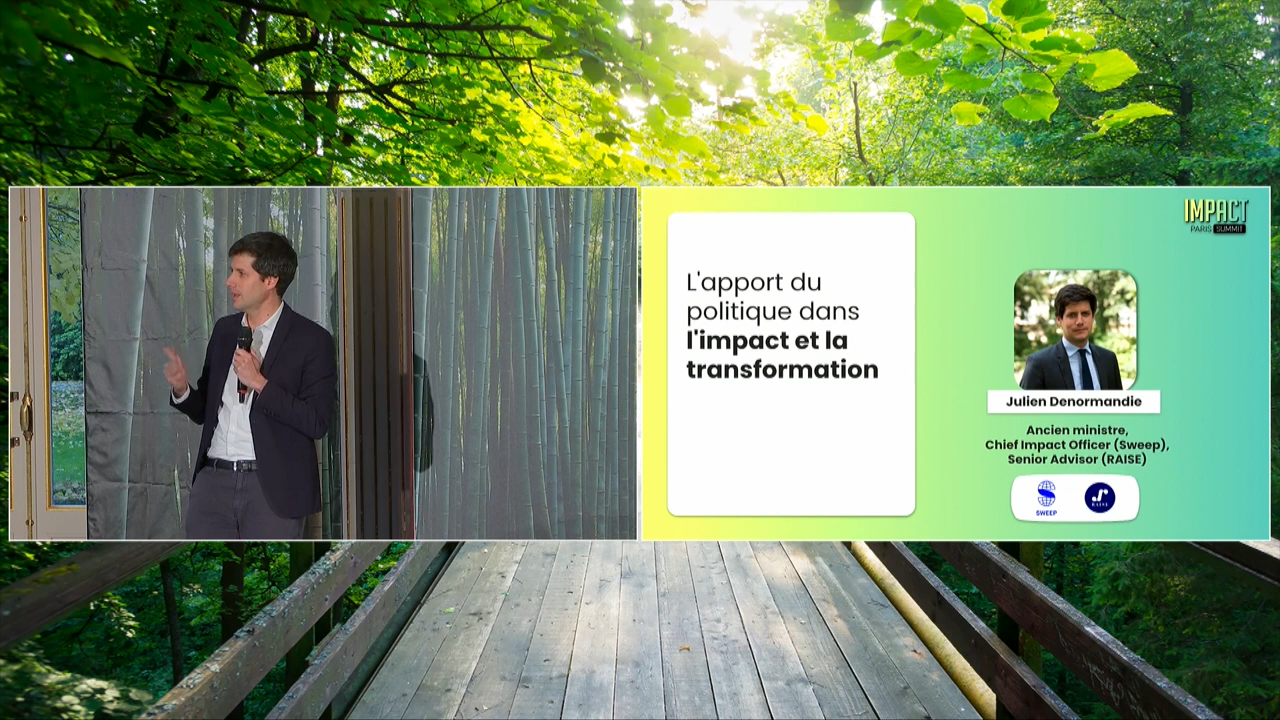 L'apport du
politique dans
l'impact et la
transformation
IMPACT
PARIS SUMMIT
Julien Denormandie
Ancien ministre,
Chief Impact Officer (Sweep),
Senior Advisor (RAISE)
SWEEP
RAISE